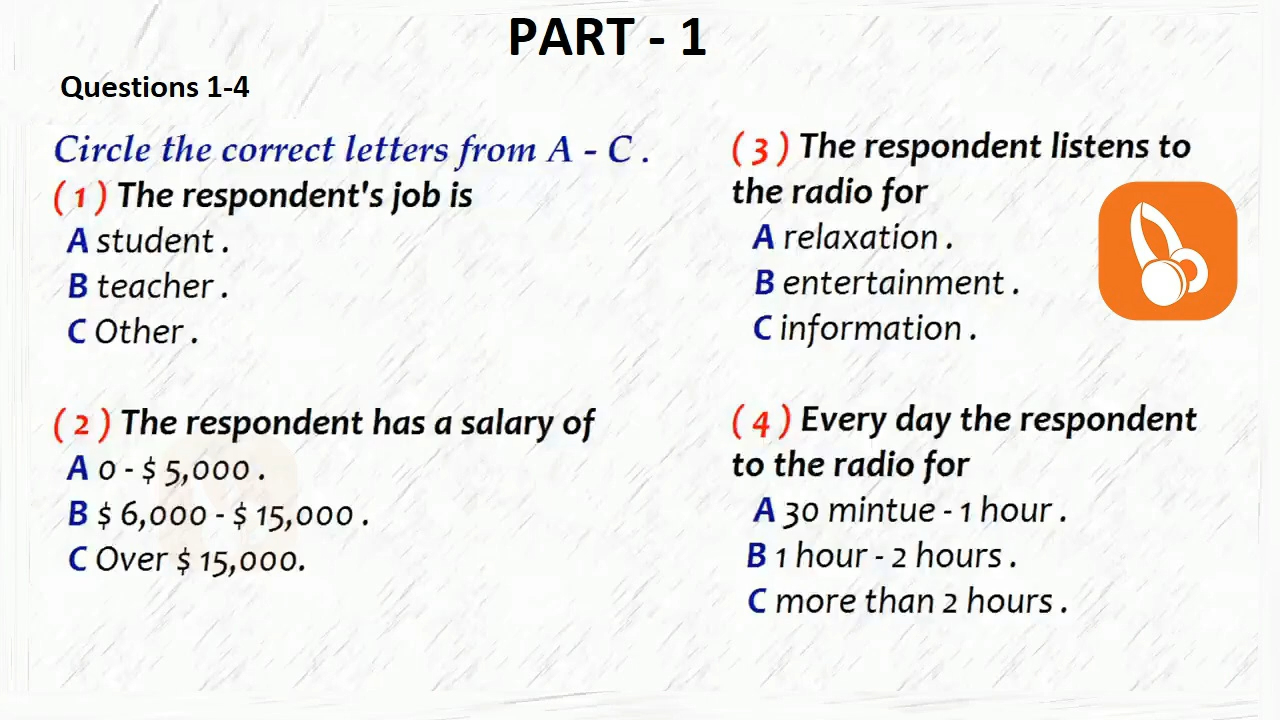 PART - 1
Questions 1-4
Circle the correct letters from A - C .
( 1 ) The respondent's job is
A student .
B teacher .
C Other .
( 2 ) The respondent has a salary of
A 0 - $ 5,000 .
B $ 6,000 - $ 15,000 .
C Over $ 15,000.
( 3 ) The respondent listens to
the radio for
A relaxation .
B entertainment .
C information .
( 4 ) Every day the respondent
to the radio for
A 30 mintue - 1 hour .
B 1 hour - 2 hours .
C more than 2 hours .